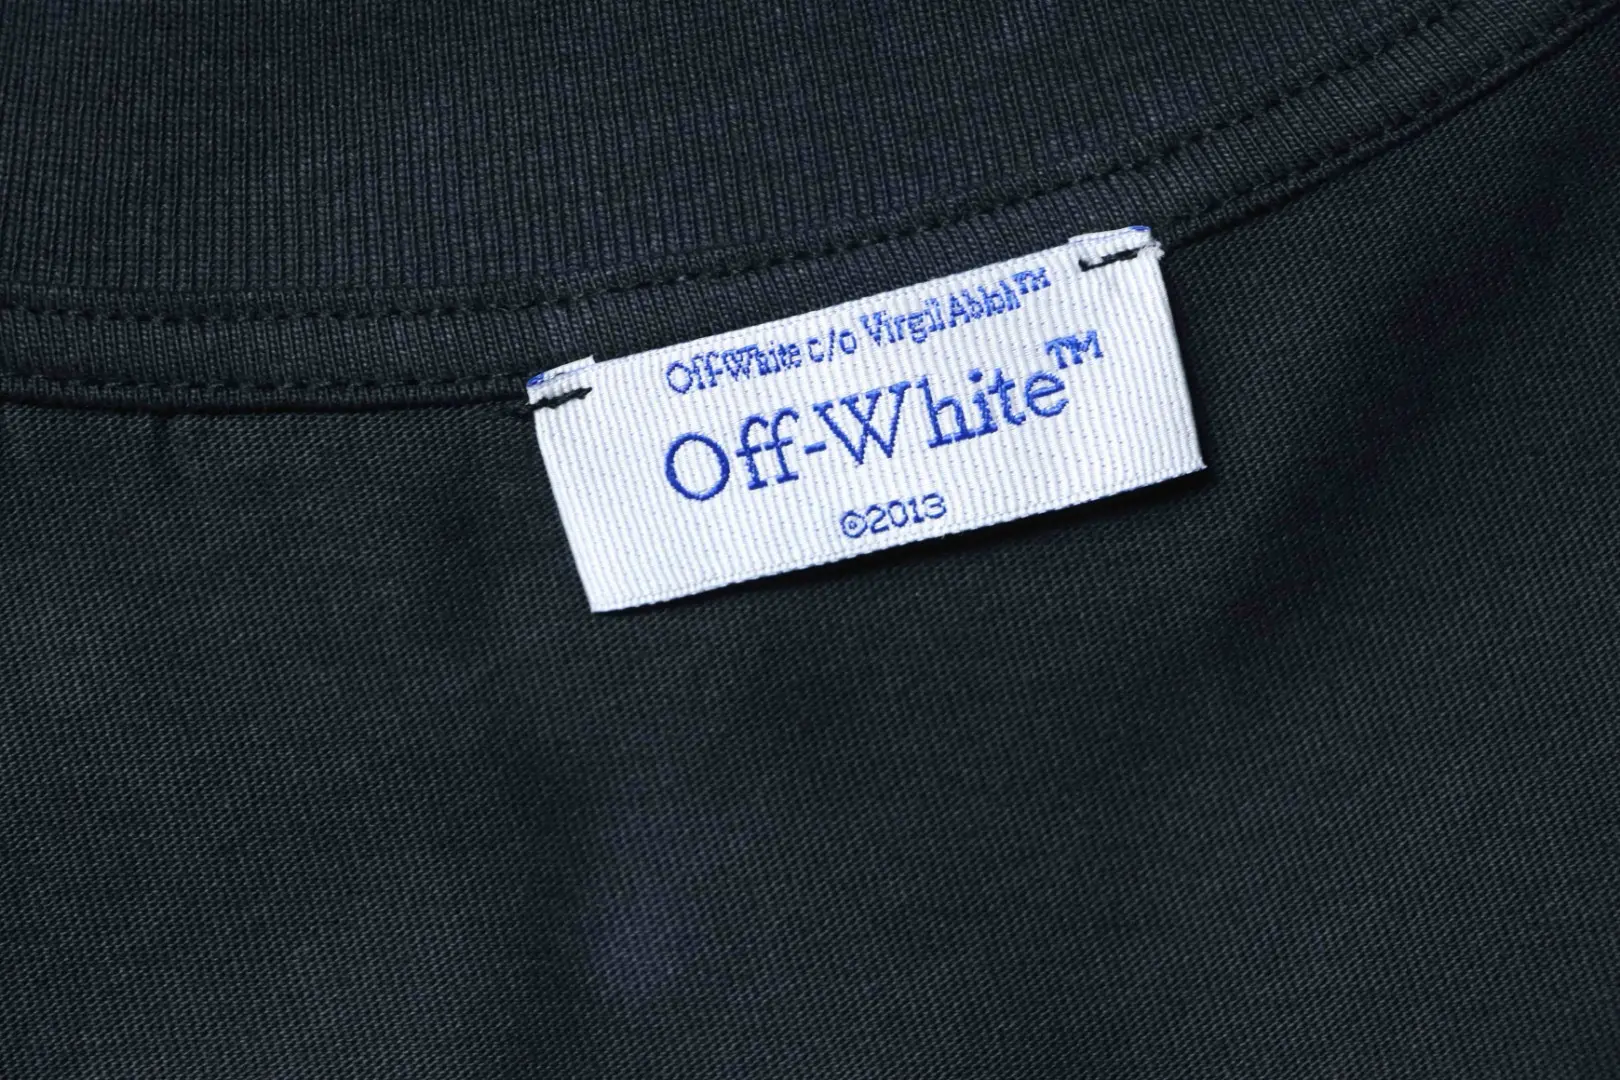 Off-White c/o Virgil Abloh™
Off-White™
©2013